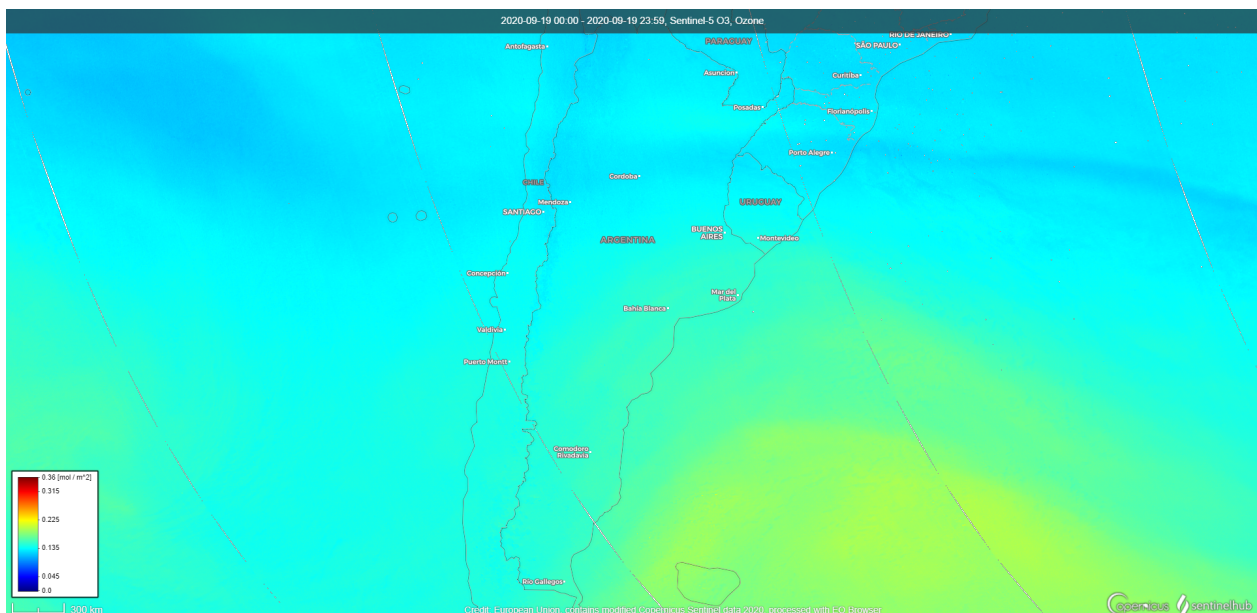 2020-09-19 00:00 - 2020-09-19 23:59, Sentinel-5 O3, Ozone
RIO DE JANEIRO
PARAGUAY
SÃO PAULO
Antofagasta
Asunción
Curitiba
Posadas
Florianópolis
Porto Alegre
Córdoba
CHILE
Mendoza
URUGUAY
SANTIAGO
BUENOS
AIRES
Montevideo
ARGENTINA
Concepción
Mar del
Plata
Bahía Blanca
Valdivia
Puerto Montt
Comodoro
Rivadavia
Río Gallegos
0.36 [mol / m^2]
0.315
0.225
0.135
0.045
0.0
300 km
Credit: European Union, contains modified Copernicus Sentinel data 2020, processed with EO Browser
opernicus
sentinelhub